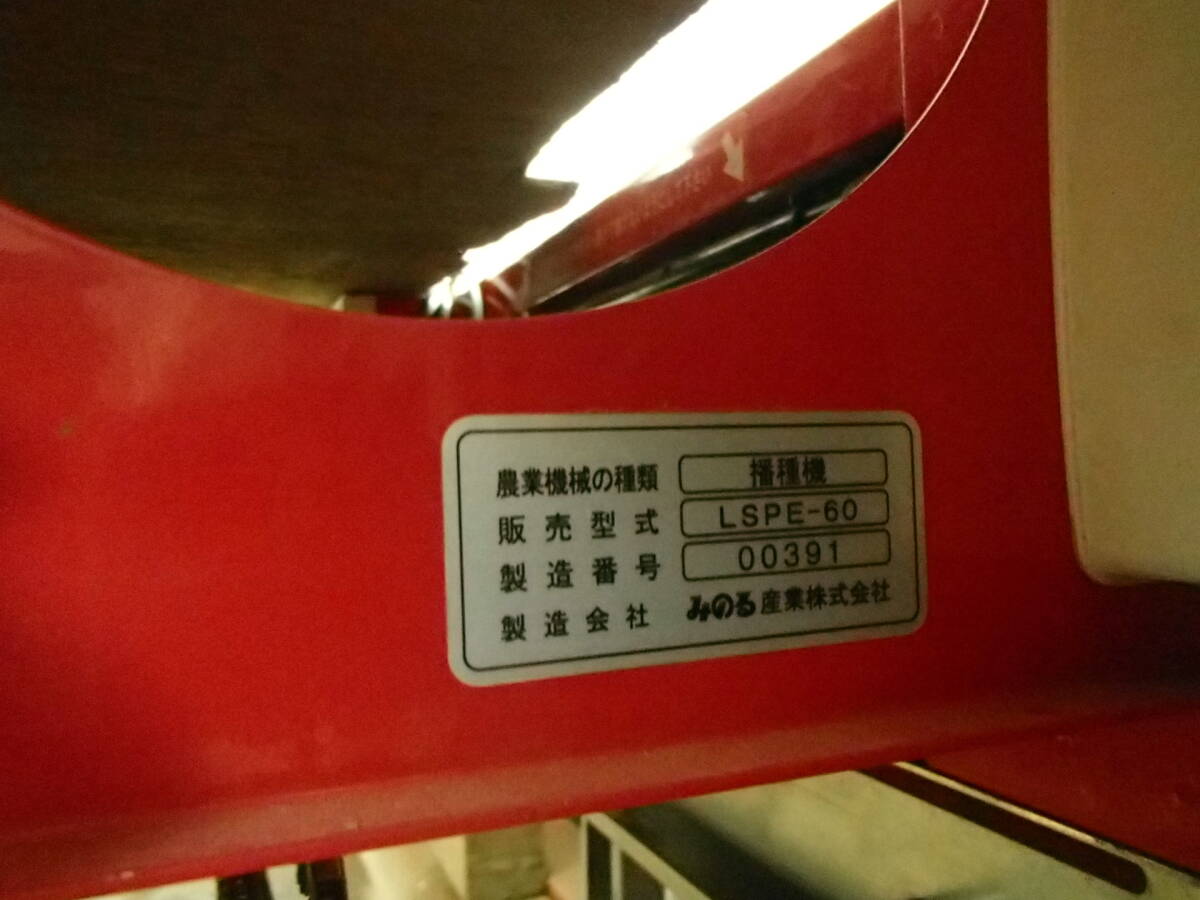 農業機械の種類 播種機
販売型式 LSPE-60
製造番号 00391
製造会社 みのる産業株式会社